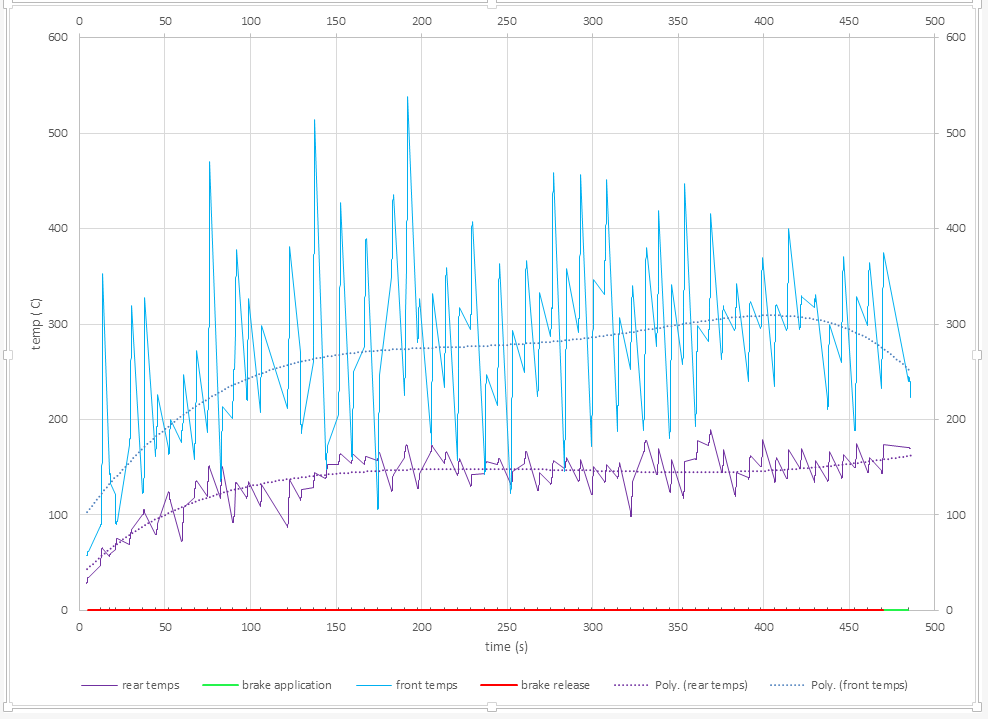 0 50 100 150 200 250 300 350 400 450 500
600 600
500 500
400 400
300 300
200 200
100 100
0 0
temp ( C)
0 50 100 150 200 250 300 350 400 450 500
time (s)
rear temps brake application front temps brake release Poly. (rear temps) Poly. (front temps)